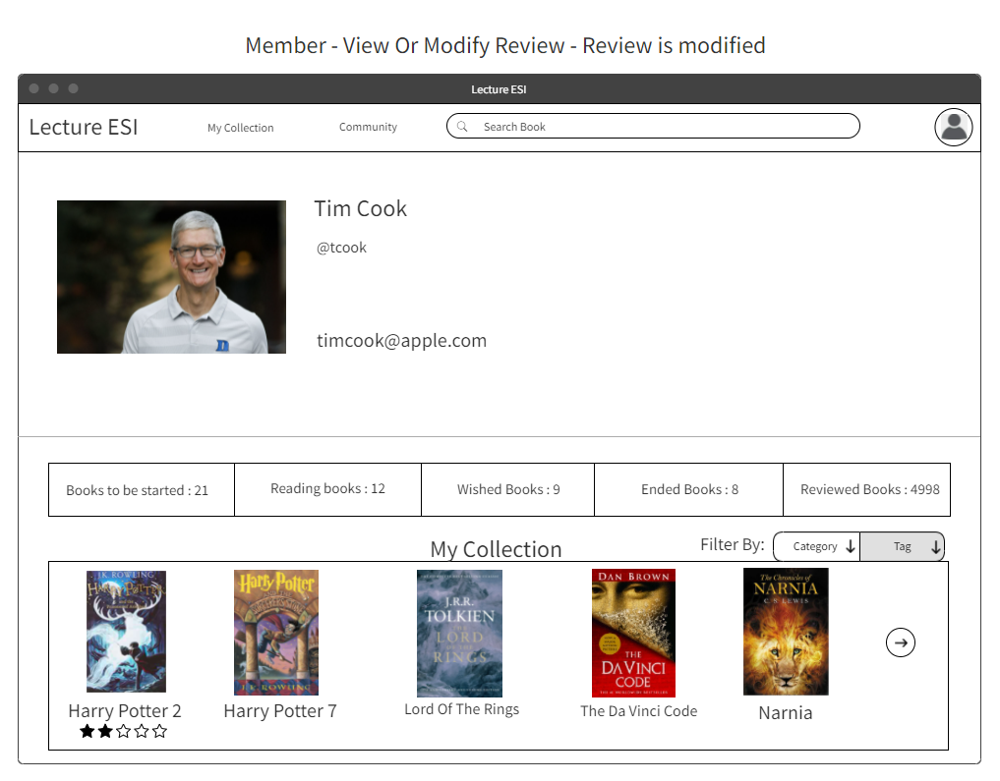 Member - View Or Modify Review - Review is modified
Lecture ESI
Lecture ESI
My Collection
Community
Search Book
Tim Cook
@tcook
timcook@apple.com
Books to be started : 21
Reading books : 12
Wished Books : 9
Ended Books : 8
Reviewed Books : 4998
My Collection
Filter By:
Category
Tag
J.K. ROWLING
HARRY POTTER
Harry Potter
J.K. ROWLING
J.R.R.
TOLKIEN
THE
LORD
OF THE
RINGS
DAN BROWN
THE
DA VINCI
CODE
The Chronicles of
NARNIA
C. S. LEWIS
Harry Potter 2
Harry Potter 7
Lord Of The Rings
The Da Vinci Code
Narnia